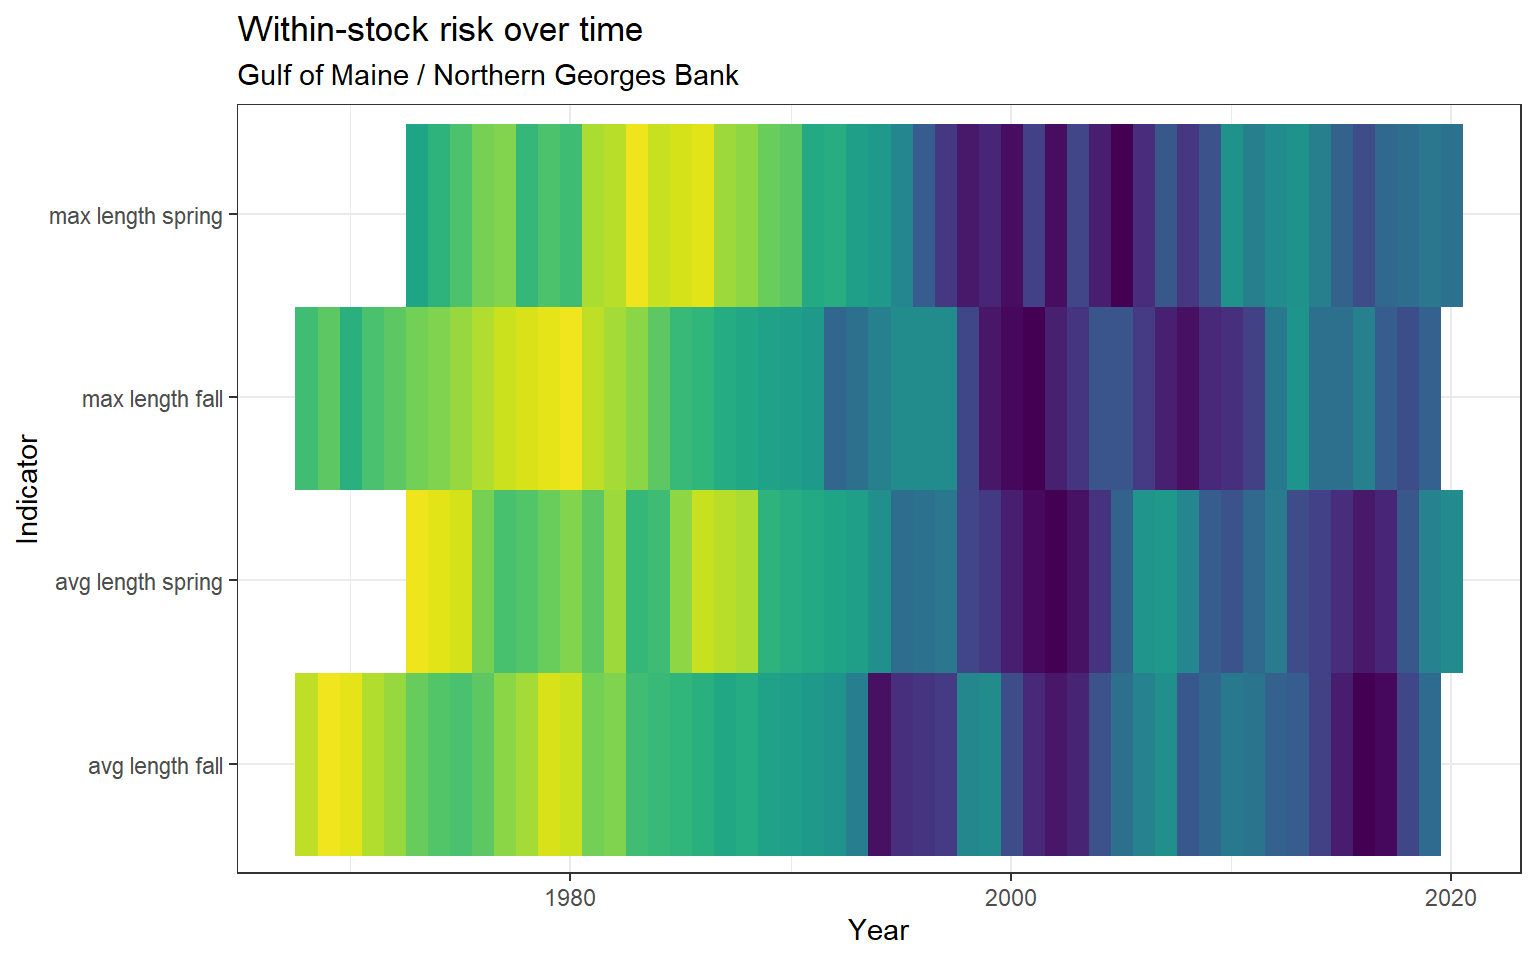 Within-stock risk over time
Gulf of Maine / Northern Georges Bank
Indicator
max length spring
max length fall
avg length spring
avg length fall
1980 2000 2020
Year